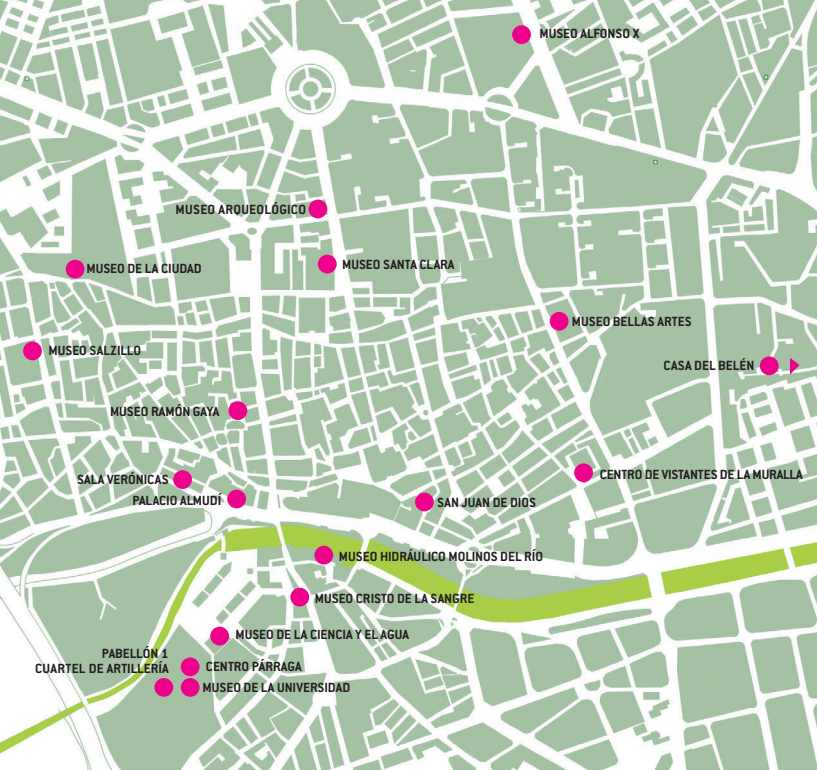 MUSEO ALFONSO X
MUSEO ARQUEOLÓGICO
MUSEO SANTA CLARA
MUSEO DE LA CIUDAD
MUSEO BELLAS ARTES
MUSEO SALZILLO
CASA DEL BELÉN
MUSEO RAMÓN GAYA
SALA VERÓNICAS
CENTRO DE VISTANTES DE LA MURALLA
PALACIO ALMUDÍ
SAN JUAN DE DIOS
MUSEO HIDRÁULICO MOLINOS DEL RÍO
MUSEO CRISTO DE LA SANGRE
MUSEO DE LA CIENCIA Y EL AGUA
PABELLÓN 1
CUARTEL DE ARTILLERÍA
CENTRO PÁRRAGA
MUSEO DE LA UNIVERSIDAD